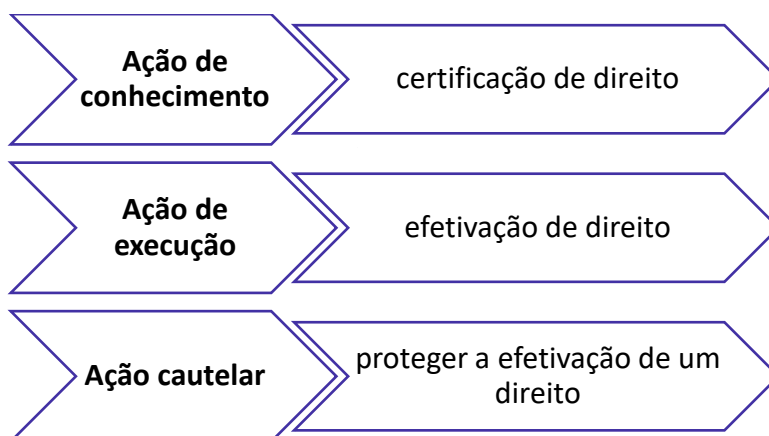 Ação de
conhecimento
certificação de direito
Ação de
execução
efetivação de direito
Ação cautelar
proteger a efetivação de um
direito